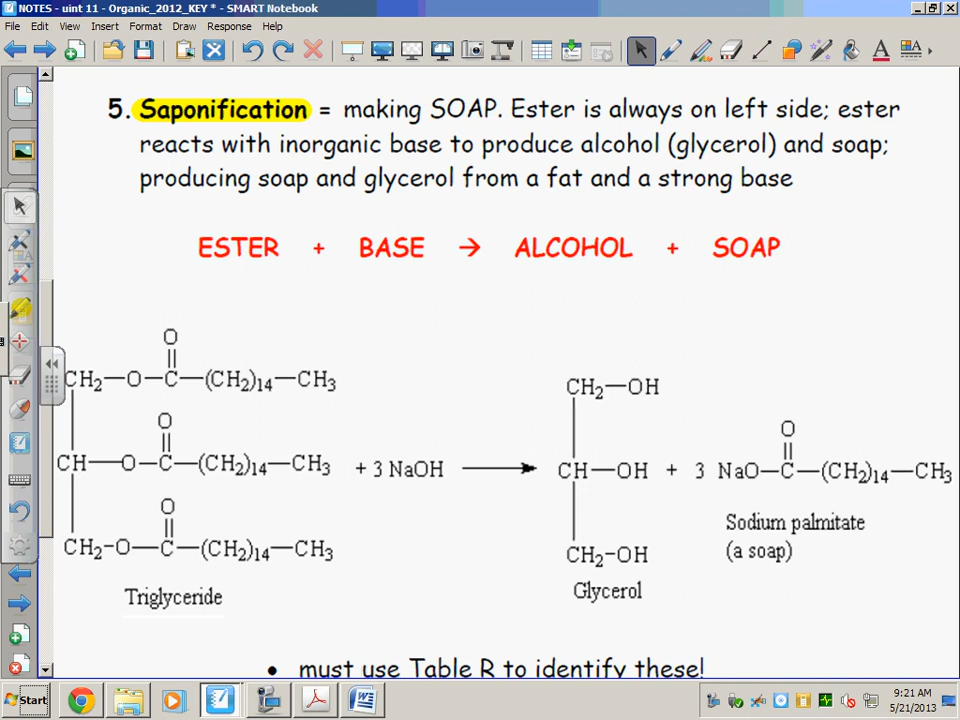 NOTES - uint 11 - Organic_2012_KEY * - SMART Notebook
File Edit View Insert Format Draw Response Help
5. Saponification = making SOAP. Ester is always on left side; ester
reacts with inorganic base to produce alcohol (glycerol) and soap;
producing soap and glycerol from a fat and a strong base
ESTER + BASE → ALCOHOL + SOAP
O
CH2—O—C—(CH2)14—CH3
O
CH—O—C—(CH2)14—CH3
O
CH2-O—C—(CH2)14—CH3
Triglyceride
+ 3 NaOH
CH2—OH
CH—OH
CH2-OH
Glycerol
+ 3
O
NaO—C—(CH2)14—CH3
Sodium palmitate
(a soap)
• must use Table R to identify these!
Start
9:21 AM
5/21/2013